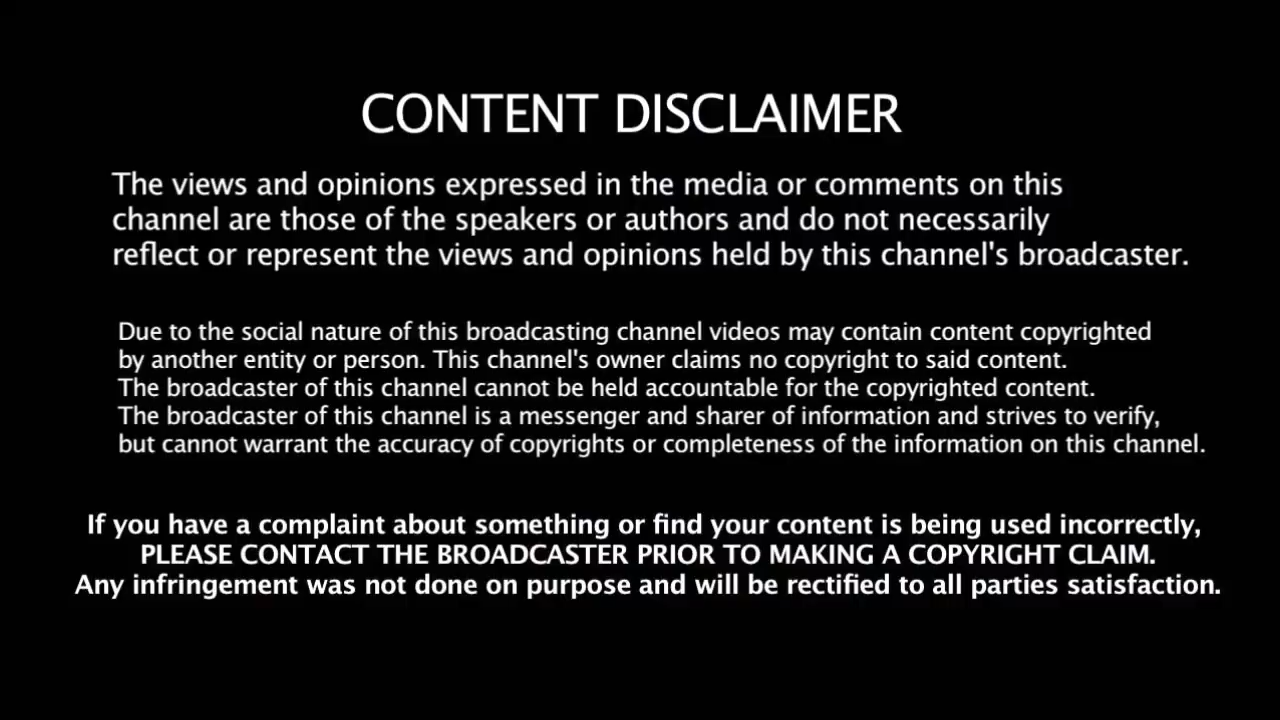 CONTENT DISCLAIMER
The views and opinions expressed in the media or comments on this
channel are those of the speakers or authors and do not necessarily
reflect or represent the views and opinions held by this channel's broadcaster.
Due to the social nature of this broadcasting channel videos may contain content copyrighted
by another entity or person. This channel's owner claims no copyright to said content.
The broadcaster of this channel cannot be held accountable for the copyrighted content.
The broadcaster of this channel is a messenger and sharer of information and strives to verify,
but cannot warrant the accuracy of copyrights or completeness of the information on this channel.
If you have a complaint about something or find your content is being used incorrectly,
PLEASE CONTACT THE BROADCASTER PRIOR TO MAKING A COPYRIGHT CLAIM.
Any infringement was not done on purpose and will be rectified to all parties satisfaction.